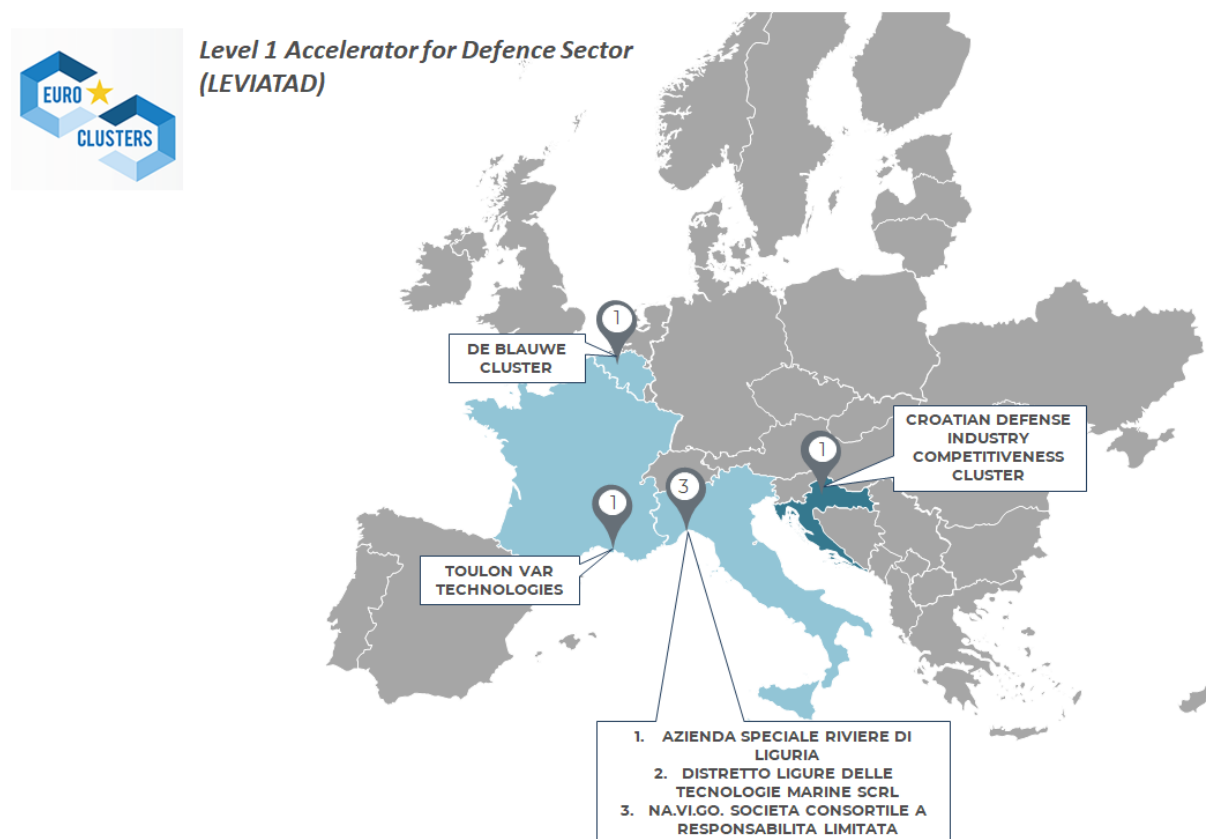 Level 1 Accelerator for Defence Sector
(LEVIATAD)
EURO
CLUSTERS
1
DE BLAUWE
CLUSTER
CROATIAN DEFENSE
INDUSTRY
COMPETITIVENESS
CLUSTER
1
3
1
TOULON VAR
TECHNOLOGIES
1. AZIENDA SPECIALE RIVIERE DI
LIGURIA
2. DISTRETTO LIGURE DELLE
TECNOLOGIE MARINE SCRL
3. NA.VI.GO. SOCIETA CONSORTILE A
RESPONSABILITA LIMITATA